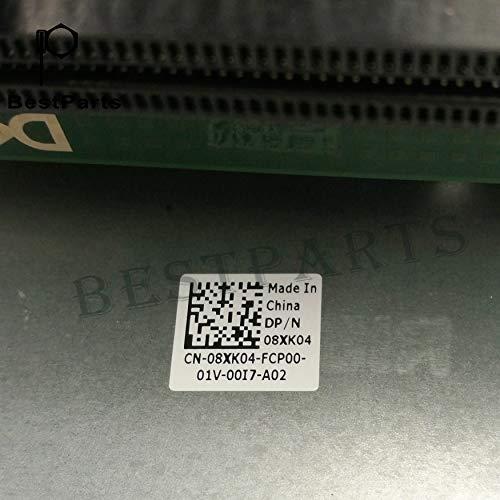 BestParts
BESTPARTS
Made In
China
DP/N
08XK04
CN-08XK04-FCP00-
01V-00I7-A02